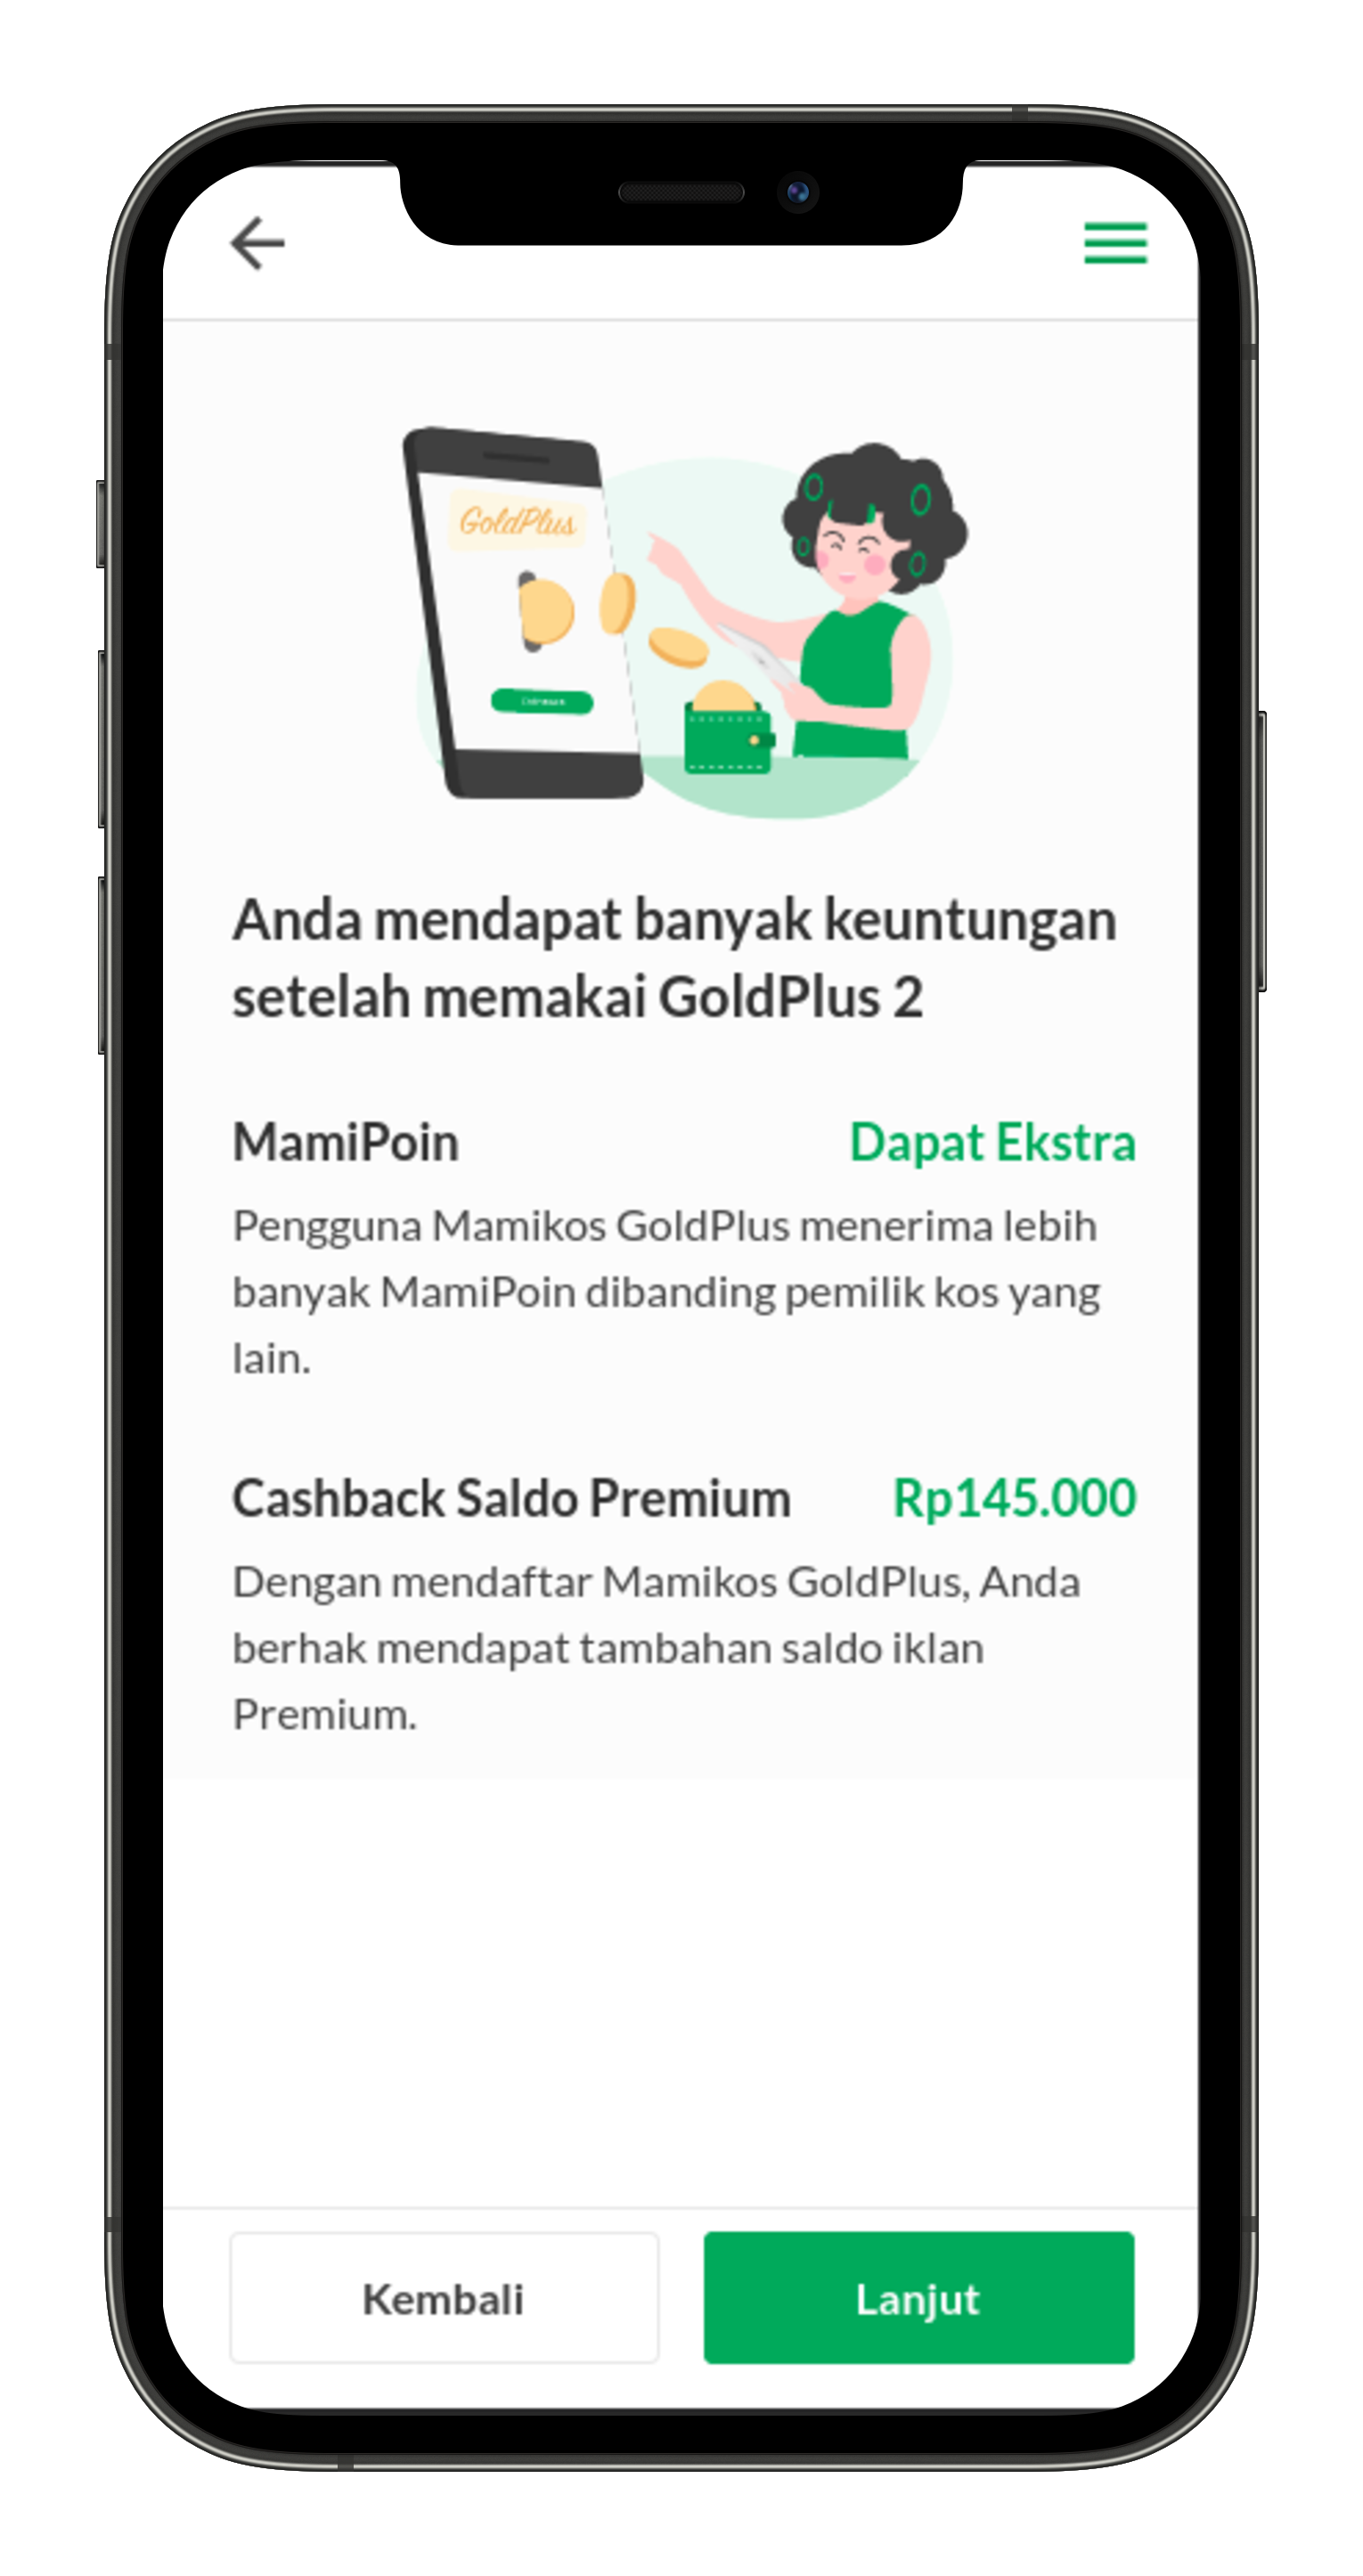 GoldPlus
Anda mendapat banyak keuntungan
setelah memakai GoldPlus 2
MamiPoin Dapat Ekstra
Pengguna Mamikos GoldPlus menerima lebih
banyak MamiPoin dibanding pemilik kos yang
lain.
Cashback Saldo Premium Rp145.000
Dengan mendaftar Mamikos GoldPlus, Anda
berhak mendapat tambahan saldo iklan
Premium.
Kembali Lanjut